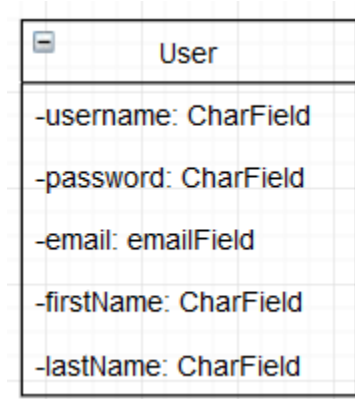 User
-username: CharField
-password: CharField
-email: emailField
-firstName: CharField
-lastName: CharField